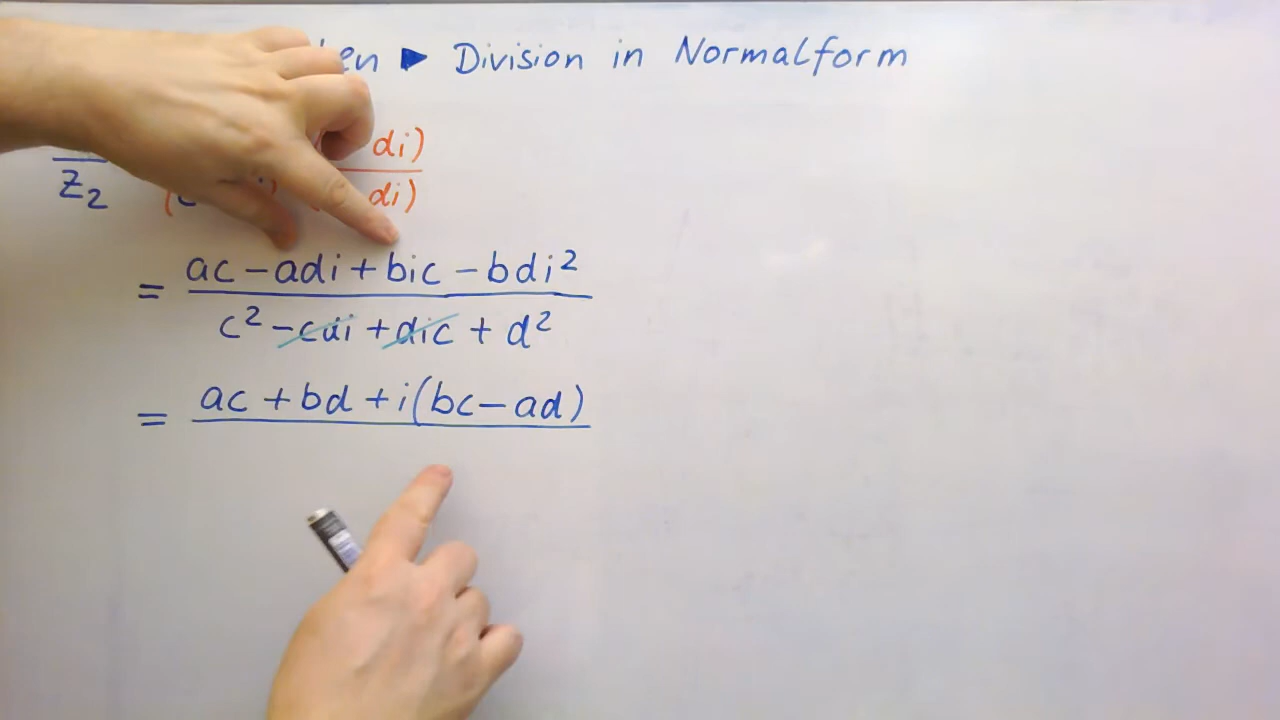 ▶ Division in Normalform
di)
Z₂ di)
= ac - adi + bic - bdi²
c² - cdi + dic + d²
= ac + bd + i(bc - ad)